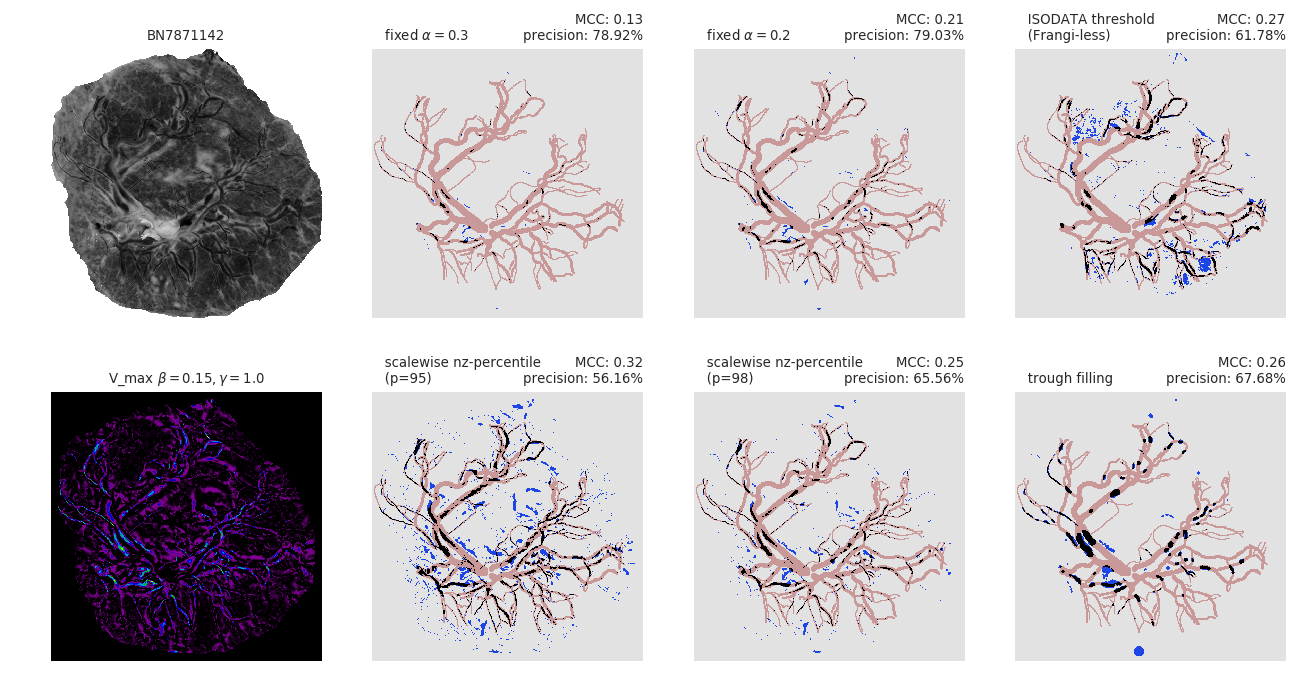 BN7871142
MCC: 0.13
fixed α = 0.3 precision: 78.92%
MCC: 0.21
fixed α = 0.2 precision: 79.03%
ISODATA threshold MCC: 0.27
(Frangi-less) precision: 61.78%
V_max β = 0.15, γ = 1.0
scalewise nz-percentile MCC: 0.32
(p=95) precision: 56.16%
scalewise nz-percentile MCC: 0.25
(p=98) precision: 65.56%
MCC: 0.26
trough filling precision: 67.68%